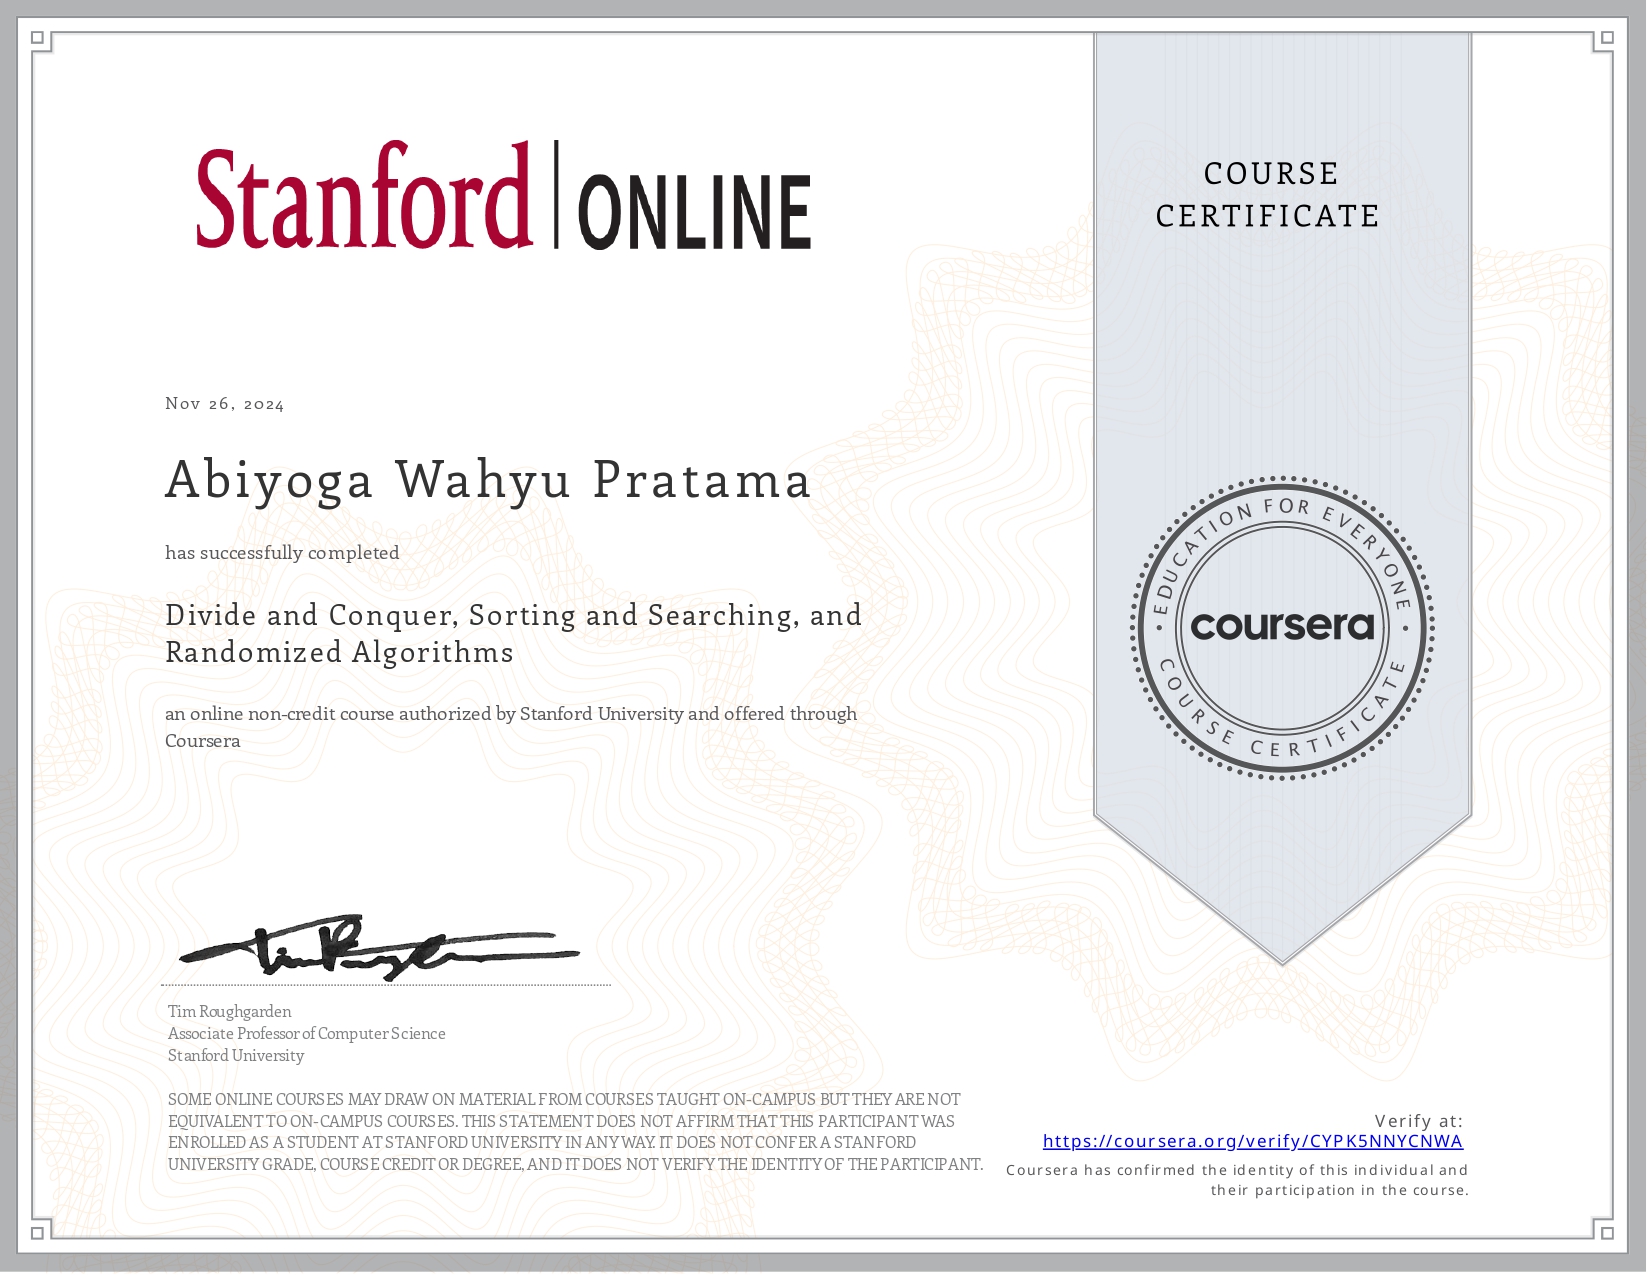 Stanford | ONLINE
COURSE
CERTIFICATE
Nov 26, 2024
Abiyoga Wahyu Pratama
has successfully completed
Divide and Conquer, Sorting and Searching, and
Randomized Algorithms
an online non-credit course authorized by Stanford University and offered through
Coursera
EDUCATION FOR EVERYONE
coursera
COURSE CERTIFICATE
Tim Roughgarden
Associate Professor of Computer Science
Stanford University
SOME ONLINE COURSES MAY DRAW ON MATERIAL FROM COURSES TAUGHT ON-CAMPUS BUT THEY ARE NOT
EQUIVALENT TO ON-CAMPUS COURSES. THIS STATEMENT DOES NOT AFFIRM THAT THIS PARTICIPANT WAS
ENROLLED AS A STUDENT AT STANFORD UNIVERSITY IN ANY WAY. IT DOES NOT CONFER A STANFORD
UNIVERSITY GRADE, COURSE CREDIT OR DEGREE, AND IT DOES NOT VERIFY THE IDENTITY OF THE PARTICIPANT.
Verify at:
https://coursera.org/verify/CYPK5NNYCNWA
Coursera has confirmed the identity of this individual and
their participation in the course.